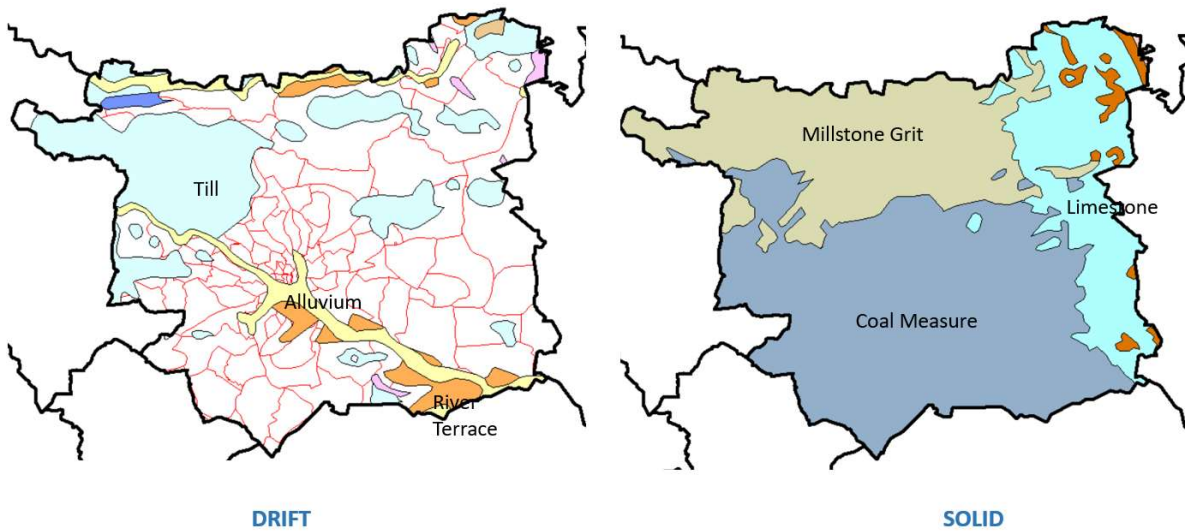 Till
Alluvium
River
Terrace
DRIFT
Millstone Grit
Limestone
Coal Measure
SOLID